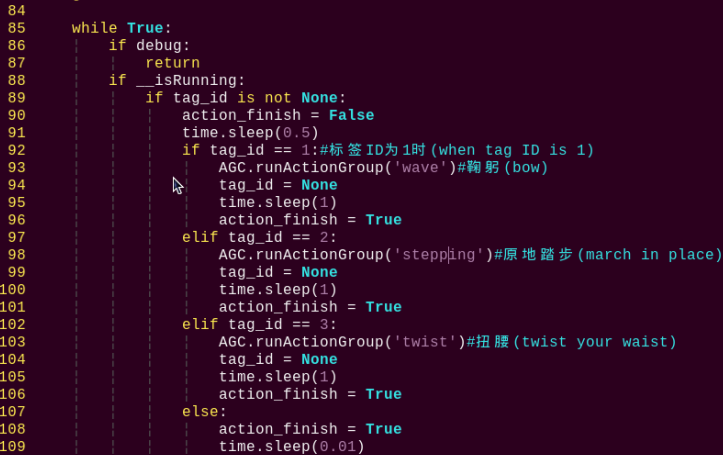 84
85 while True:
86 if debug:
87 return
88 if __isRunning:
89 if tag_id is not None:
90 action_finish = False
91 time.sleep(0.5)
92 if tag_id == 1:#标签ID为1时(when tag ID is 1)
93 AGC.runActionGroup('wave')#鞠躬(bow)
94 tag_id = None
95 time.sleep(1)
96 action_finish = True
97 elif tag_id == 2:
98 AGC.runActionGroup('stepping')#原地踏步(march in place)
99 tag_id = None
100 time.sleep(1)
101 action_finish = True
102 elif tag_id == 3:
103 AGC.runActionGroup('twist')#扭腰(twist your waist)
104 tag_id = None
105 time.sleep(1)
106 action_finish = True
107 else:
108 action_finish = True
109 time.sleep(0.01)